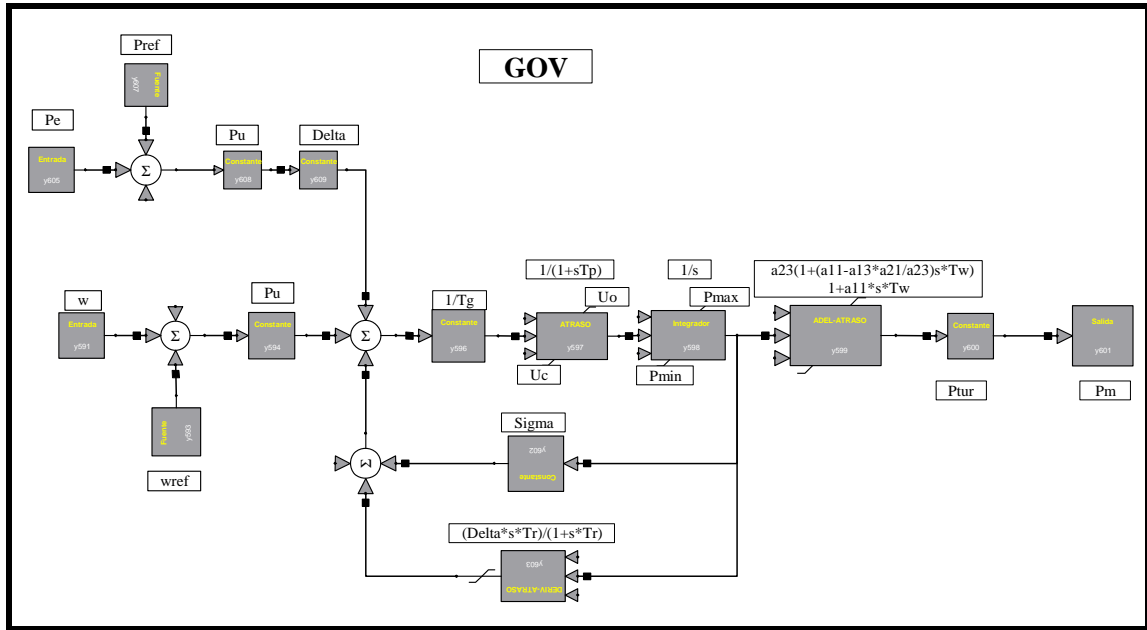 GOV
Pref
Fuente
y607
Pe
Entrada
y605
Σ
Pu
Constante
y608
Delta
Constante
y609
w
Entrada
y591
Σ
Pu
Constante
y594
Fuente
y593
wref
Σ
1/Tg
Constante
y596
1/(1+sTp)
Uo
ATRASO
y597
Uc
1/s
Pmax
Integrador
y598
Pmin
a23(1+(a11-a13*a21/a23)s*Tw)
1+a11*s*Tw
ADEL-ATRASO
y599
Constante
y600
Ptur
Salida
y601
Pm
Sigma
y602
Constante
Σ
(Delta*s*Tr)/(1+s*Tr)
y603
DERIV-ATRASO